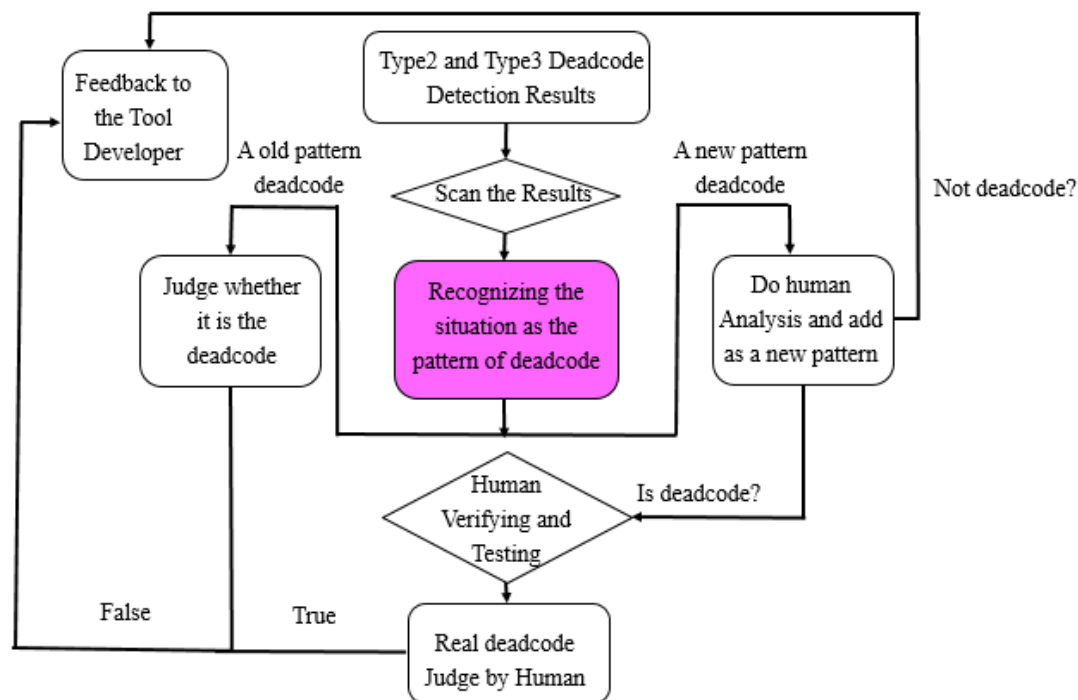 Type2 and Type3 Deadcode
Detection Results
Feedback to
the Tool
Developer
A old pattern
deadcode
A new pattern
deadcode
Scan the Results
Not deadcode?
Judge whether
it is the
deadcode
Recognizing the
situation as the
pattern of deadcode
Do human
Analysis and add
as a new pattern
Human
Verifying and
Testing
Is deadcode?
False
True
Real deadcode
Judge by Human